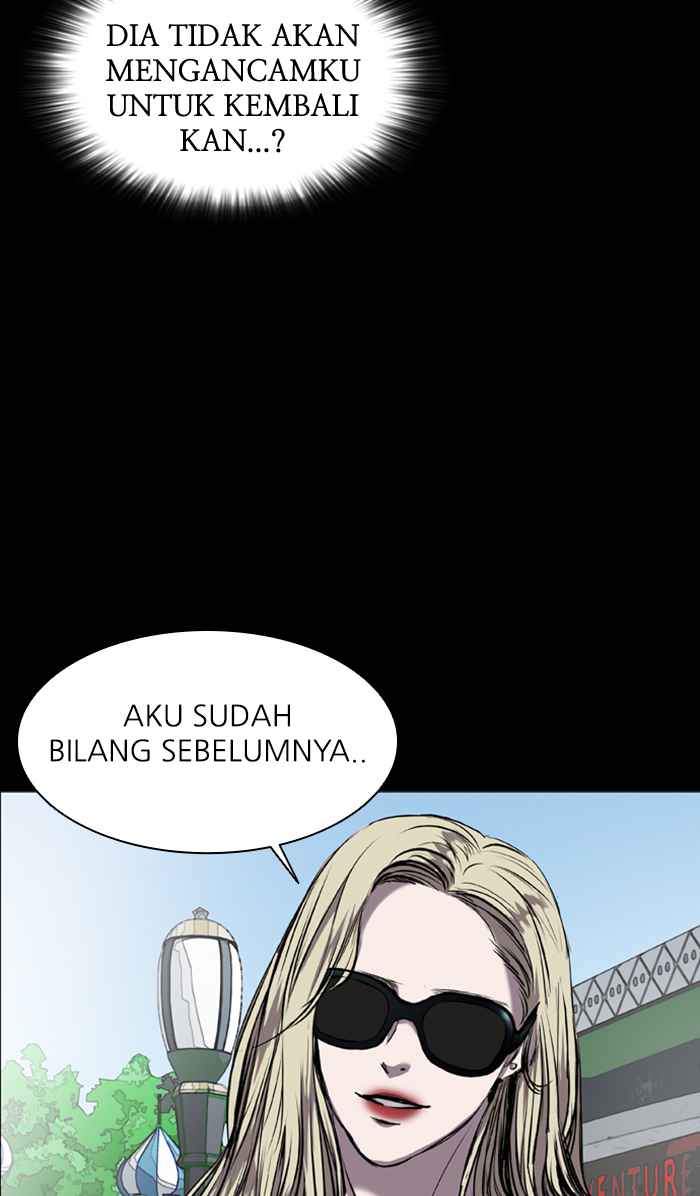 DIA TIDAK AKAN
MENGANCAMKU
UNTUK KEMBALI
KAN...?
AKU SUDAH
BILANG SEBELUMNYA..